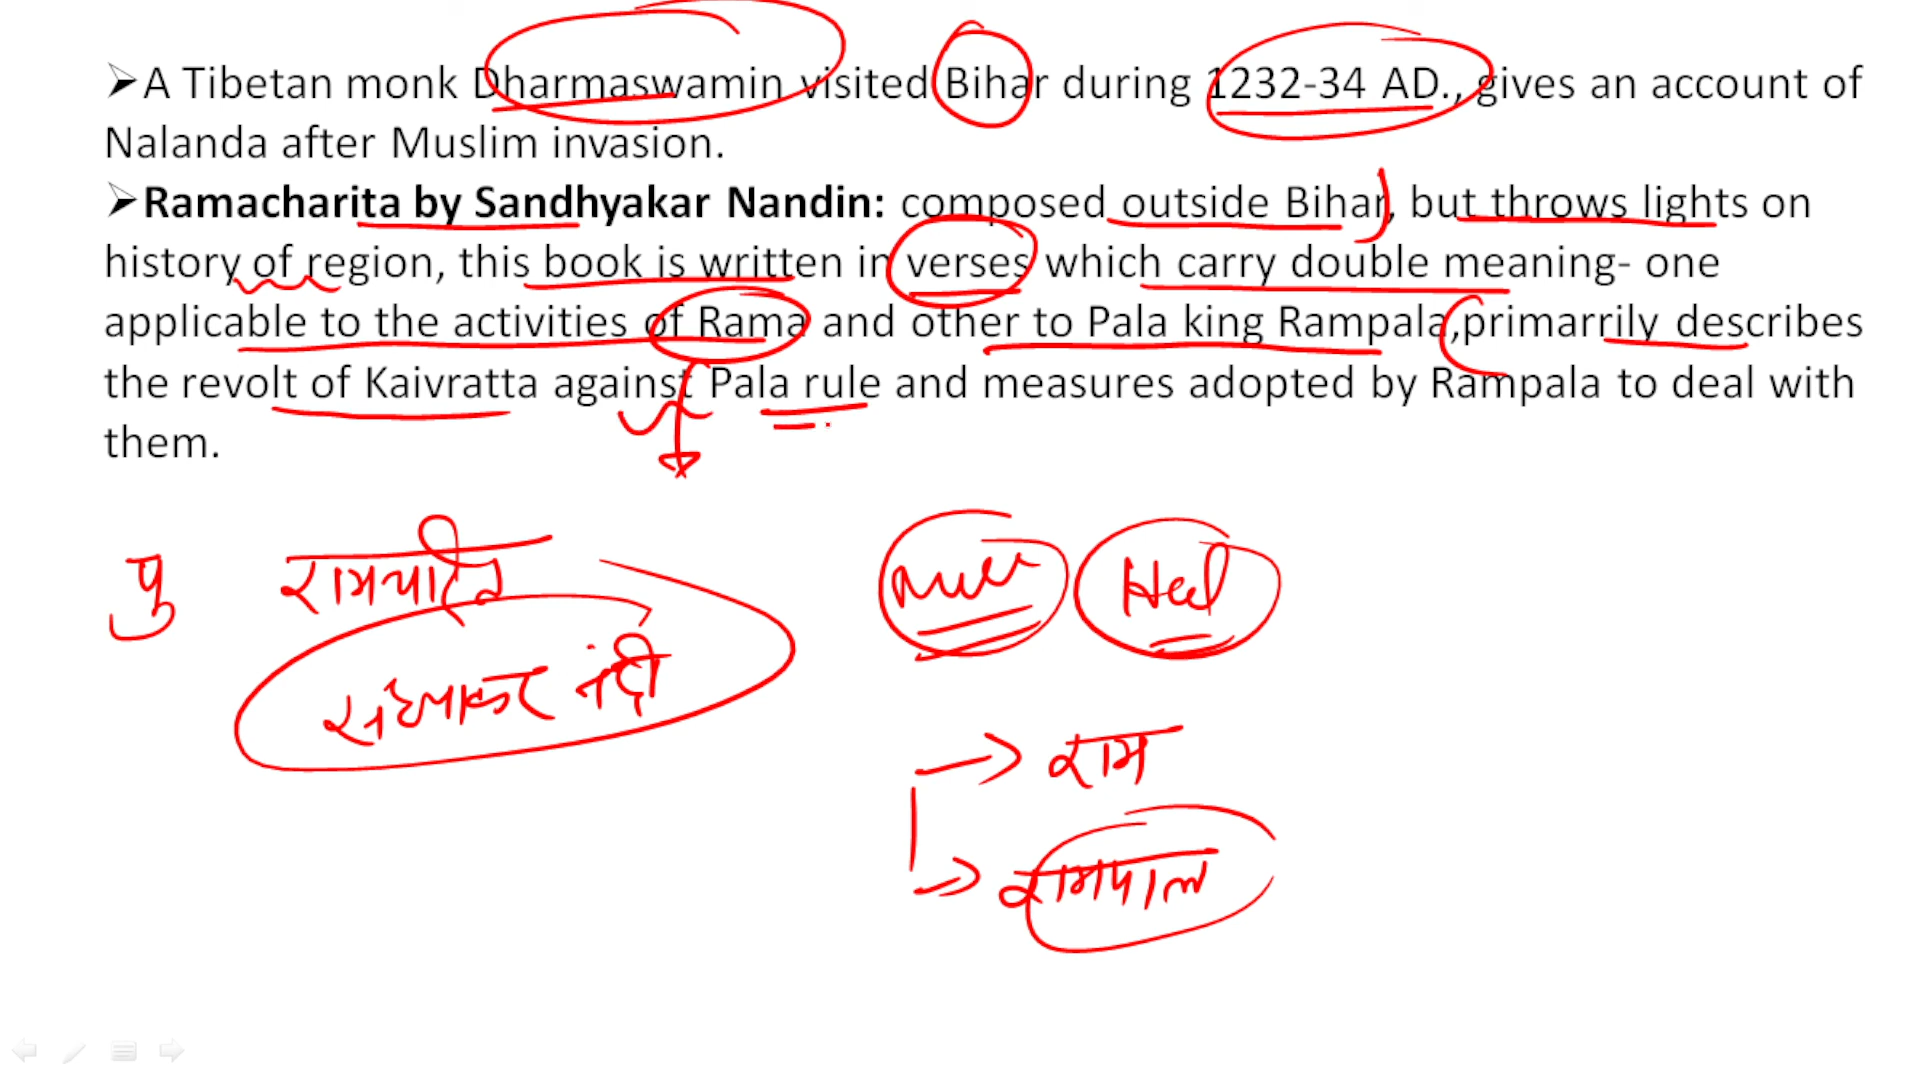 ➢A Tibetan monk Dharmaswamin visited Bihar during 1232-34 AD., gives an account of
Nalanda after Muslim invasion.
➢Ramacharita by Sandhyakar Nandin: composed outside Bihar, but throws lights on
history of region, this book is written in verses which carry double meaning- one
applicable to the activities of Rama and other to Pala king Rampala,primarrily describes
the revolt of Kaivratta against Pala rule and measures adopted by Rampala to deal with
them.
रामचरित
संध्याकर नंदी
राम
रामपाल